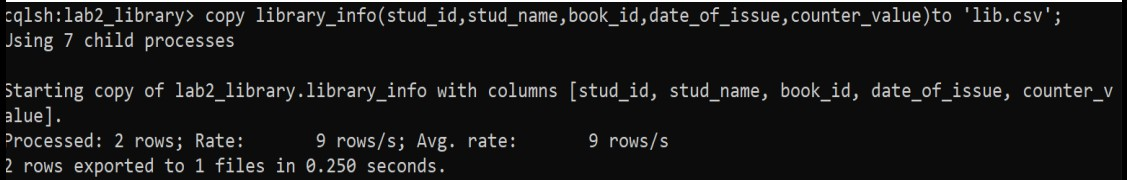 cqlsh:lab2_library> copy library_info(stud_id,stud_name,book_id,date_of_issue,counter_value)to 'lib.csv';
Using 7 child processes
Starting copy of lab2_library.library_info with columns [stud_id, stud_name, book_id, date_of_issue, counter_v
alue].
Processed: 2 rows; Rate:       9 rows/s; Avg. rate:       9 rows/s
2 rows exported to 1 files in 0.250 seconds.